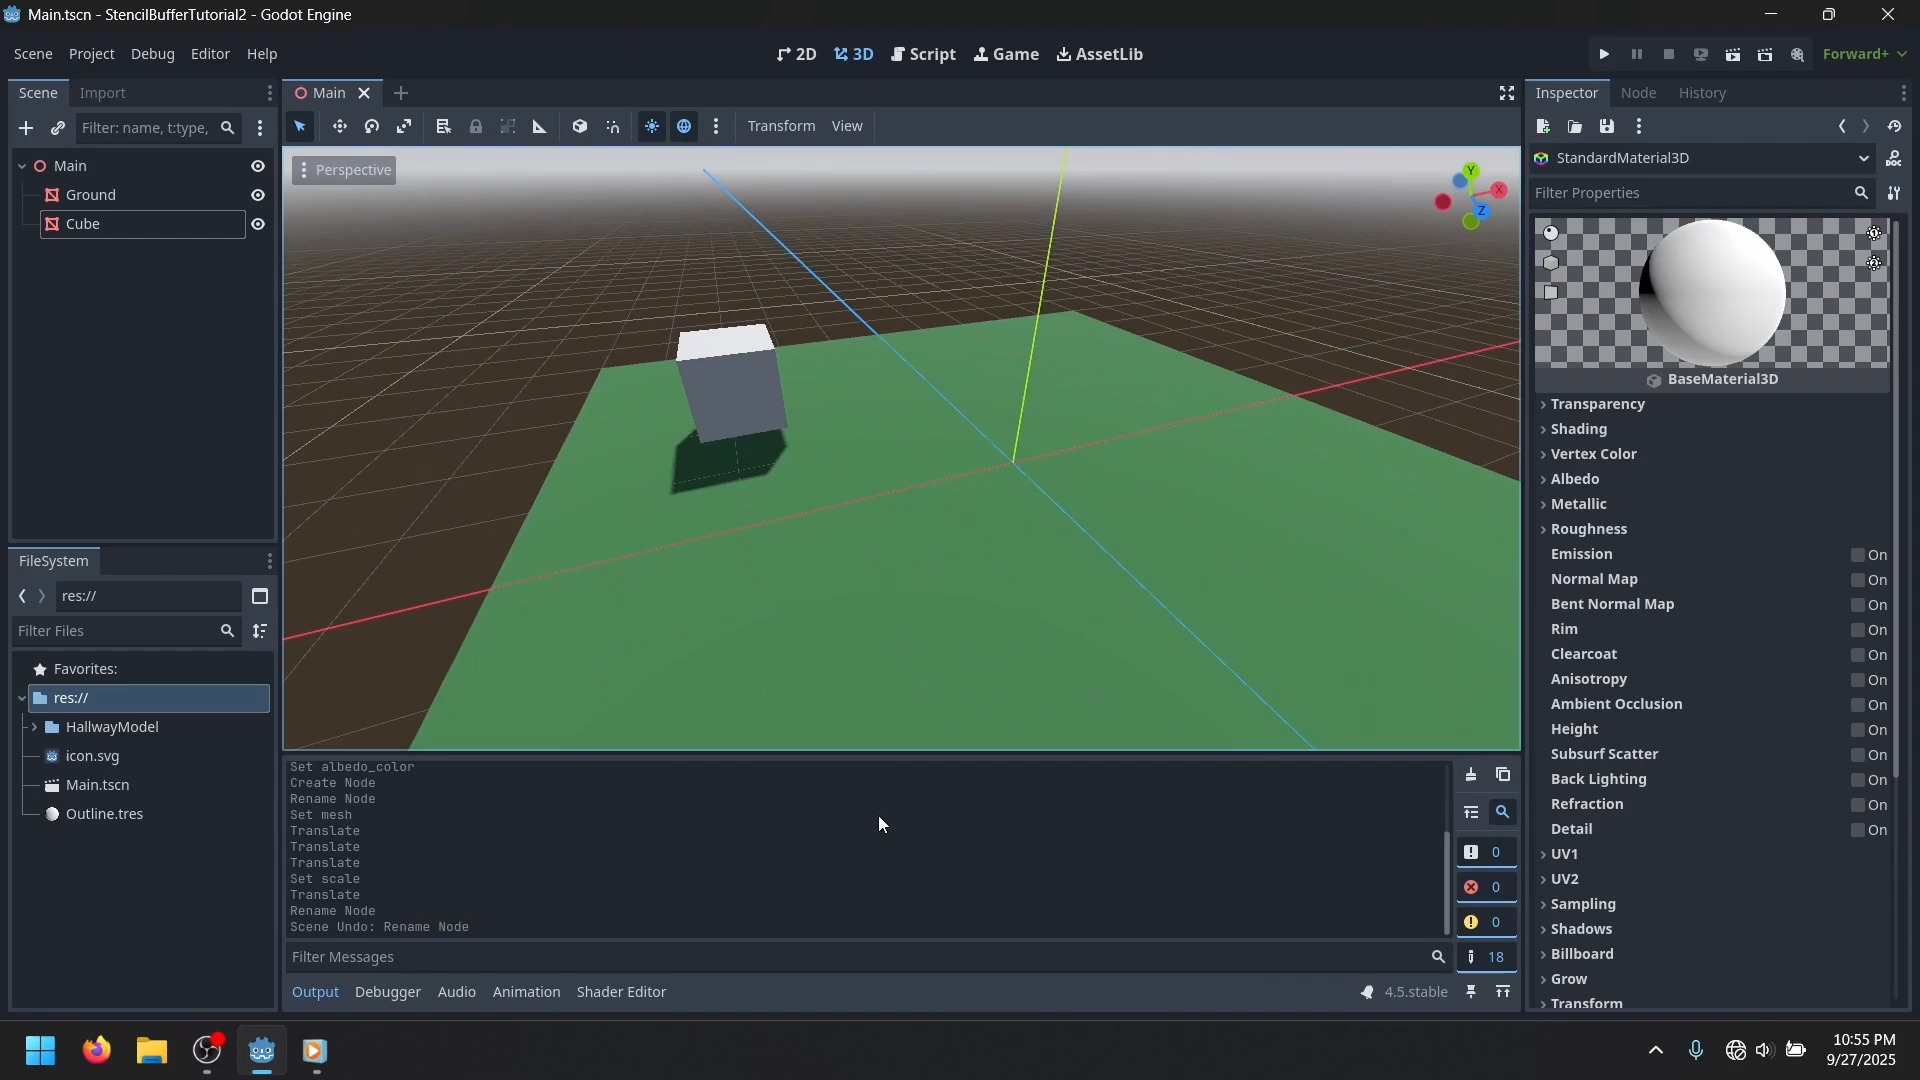 Main.tscn - StencilBufferTutorial2 - Godot Engine
Scene Project Debug Editor Help
2D 3D Script Game AssetLib
Forward+
Scene Import
Main
Inspector Node History
Filter: name, t:type,
Transform View
StandardMaterial3D
Filter Properties
Main
Ground
Cube
Perspective
Y
X
Z
BaseMaterial3D
Transparency
Shading
Vertex Color
Albedo
Metallic
Roughness
Emission On
Normal Map On
Bent Normal Map On
Rim On
Clearcoat On
Anisotropy On
Ambient Occlusion On
Height On
Subsurf Scatter On
Back Lighting On
Refraction On
Detail On
UV1
UV2
Sampling
Shadows
Billboard
Grow
Transform
FileSystem
res://
Filter Files
Favorites:
res://
HallwayModel
icon.svg
Main.tscn
Outline.tres
Set albedo_color
Create Node
Rename Node
Set mesh
Translate
Translate
Translate
Set scale
Translate
Rename Node
Scene Undo: Rename Node
0
0
0
18
Filter Messages
Output Debugger Audio Animation Shader Editor
4.5.stable
10:55 PM
9/27/2025